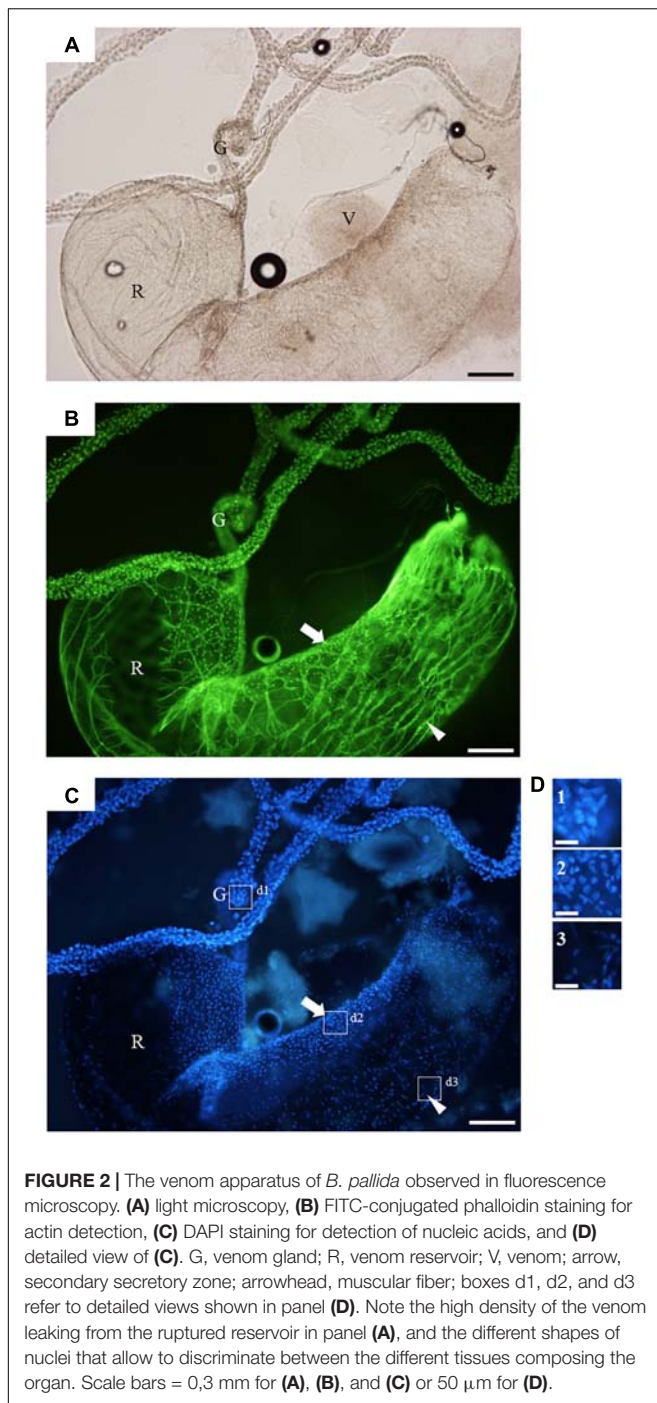 A
G
V
R
B
G
R
C
D
1
G
d1
2
3
d2
R
d3
FIGURE 2 | The venom apparatus of B. pallida observed in fluorescence
microscopy. (A) light microscopy, (B) FITC-conjugated phalloidin staining for
actin detection, (C) DAPI staining for detection of nucleic acids, and (D)
detailed view of (C). G, venom gland; R, venom reservoir; V, venom; arrow,
secondary secretory zone; arrowhead, muscular fiber; boxes d1, d2, and d3
refer to detailed views shown in panel (D). Note the high density of the venom
leaking from the ruptured reservoir in panel (A), and the different shapes of
nuclei that allow to discriminate between the different tissues composing the
organ. Scale bars = 0,3 mm for (A), (B), and (C) or 50 μm for (D).